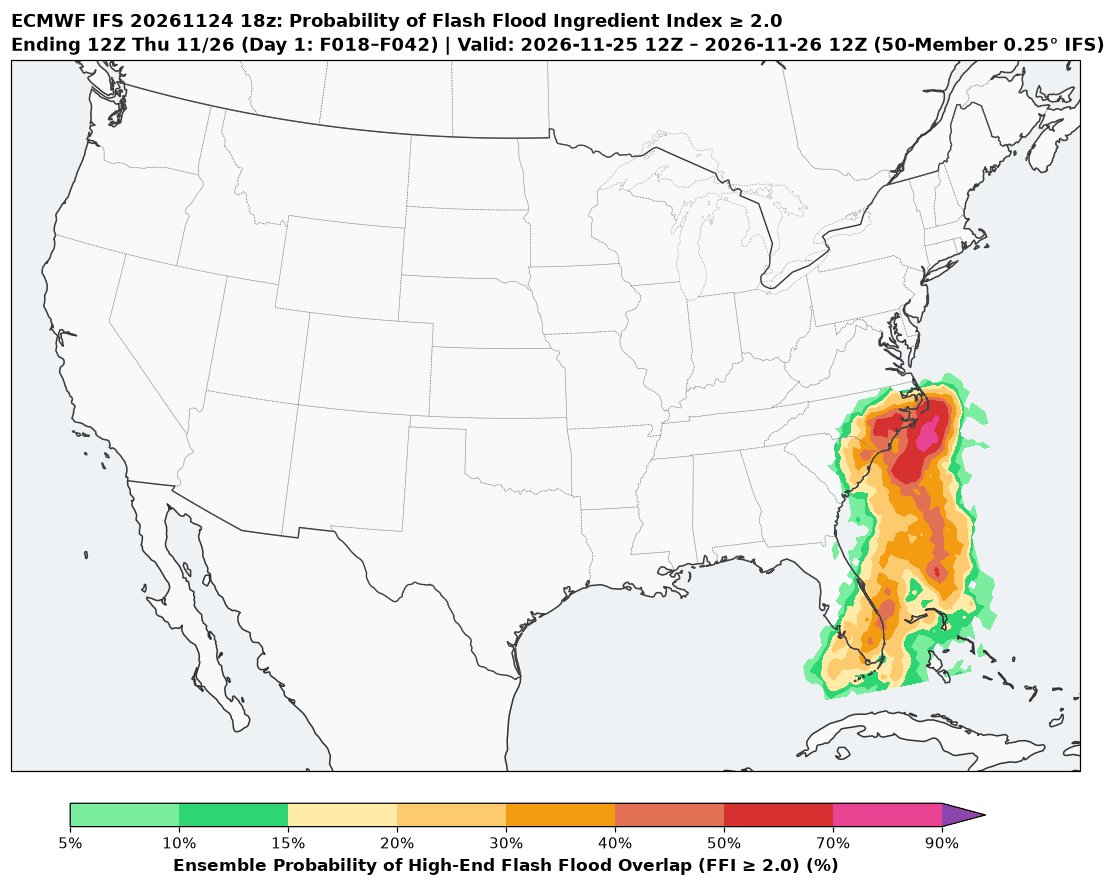 ECMWF IFS 20261124 18z: Probability of Flash Flood Ingredient Index ≥ 2.0
Ending 12Z Thu 11/26 (Day 1: F018–F042) | Valid: 2026-11-25 12Z – 2026-11-26 12Z (50-Member 0.25° IFS)
5% 10% 15% 20% 30% 40% 50% 70% 90%
Ensemble Probability of High-End Flash Flood Overlap (FFI ≥ 2.0) (%)